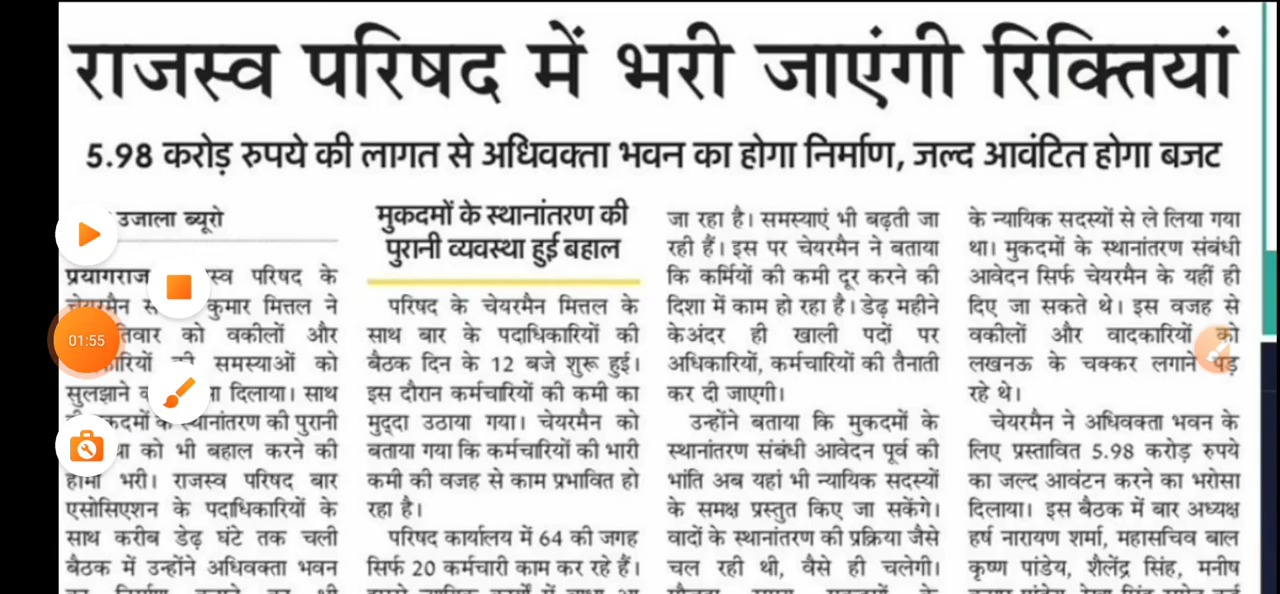 राजस्व परिषद में भरी जाएंगी रिक्तियां
5.98 करोड़ रुपये की लागत से अधिवक्ता भवन का होगा निर्माण, जल्द आवंटित होगा बजट
उजाला ब्यूरो
प्रयागराज स्व परिषद के
चेयरमैन कुमार मित्तल ने
को वकीलों और
की समस्याओं को
सुलझाने दिलाया। साथ
स्थानांतरण की पुरानी
को भी बहाल करने की
हामी भरी। राजस्व परिषद बार
एसोसिएशन के पदाधिकारियों के
साथ करीब डेढ़ घंटे तक चली
बैठक में उन्होंने अधिवक्ता भवन
मुकदमों के स्थानांतरण की
पुरानी व्यवस्था हुई बहाल
परिषद के चेयरमैन मित्तल के
साथ बार के पदाधिकारियों की
बैठक दिन के 12 बजे शुरू हुई।
इस दौरान कर्मचारियों की कमी का
मुद्दा उठाया गया। चेयरमैन को
बताया गया कि कर्मचारियों की भारी
कमी की वजह से काम प्रभावित हो
रहा है।
परिषद कार्यालय में 64 की जगह
सिर्फ 20 कर्मचारी काम कर रहे हैं।
जा रहा है। समस्याएं भी बढ़ती जा
रही हैं। इस पर चेयरमैन ने बताया
कि कर्मियों की कमी दूर करने की
दिशा में काम हो रहा है। डेढ़ महीने
केअंदर ही खाली पदों पर
अधिकारियों, कर्मचारियों की तैनाती
कर दी जाएगी।
उन्होंने बताया कि मुकदमों के
स्थानांतरण संबंधी आवेदन पूर्व की
भांति अब यहां भी न्यायिक सदस्यों
के समक्ष प्रस्तुत किए जा सकेंगे।
वादों के स्थानांतरण की प्रक्रिया जैसे
चल रही थी, वैसे ही चलेगी।
के न्यायिक सदस्यों से ले लिया गया
था। मुकदमों के स्थानांतरण संबंधी
आवेदन सिर्फ चेयरमैन के यहीं ही
दिए जा सकते थे। इस वजह से
वकीलों और वादकारियों को
लखनऊ के चक्कर लगाने पड़
रहे थे।
चेयरमैन ने अधिवक्ता भवन के
लिए प्रस्तावित 5.98 करोड़ रुपये
का जल्द आवंटन करने का भरोसा
दिलाया। इस बैठक में बार अध्यक्ष
हर्ष नारायण शर्मा, महासचिव बाल
कृष्ण पांडेय, शैलेंद्र सिंह, मनीष
01:55